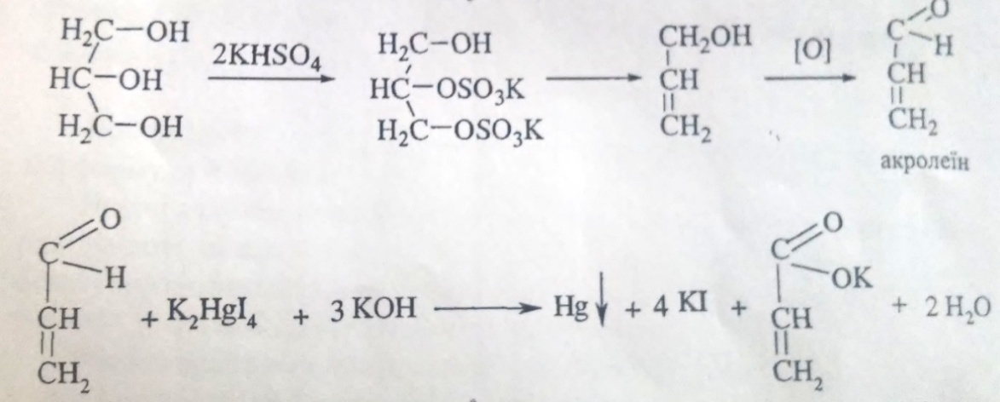 H₂C—OH
HC—OH
H₂C—OH
2KHSO₄
H₂C—OH
HC—OSO₃K
H₂C—OSO₃K
CH₂OH
CH
CH₂
[O]
C O
H
CH
CH₂
акролеїн
C O
H
CH
CH₂
+ K₂HgI₄ + 3 KOH → Hg↓ + 4 KI +
C O
OK
CH
CH₂
+ 2 H₂O